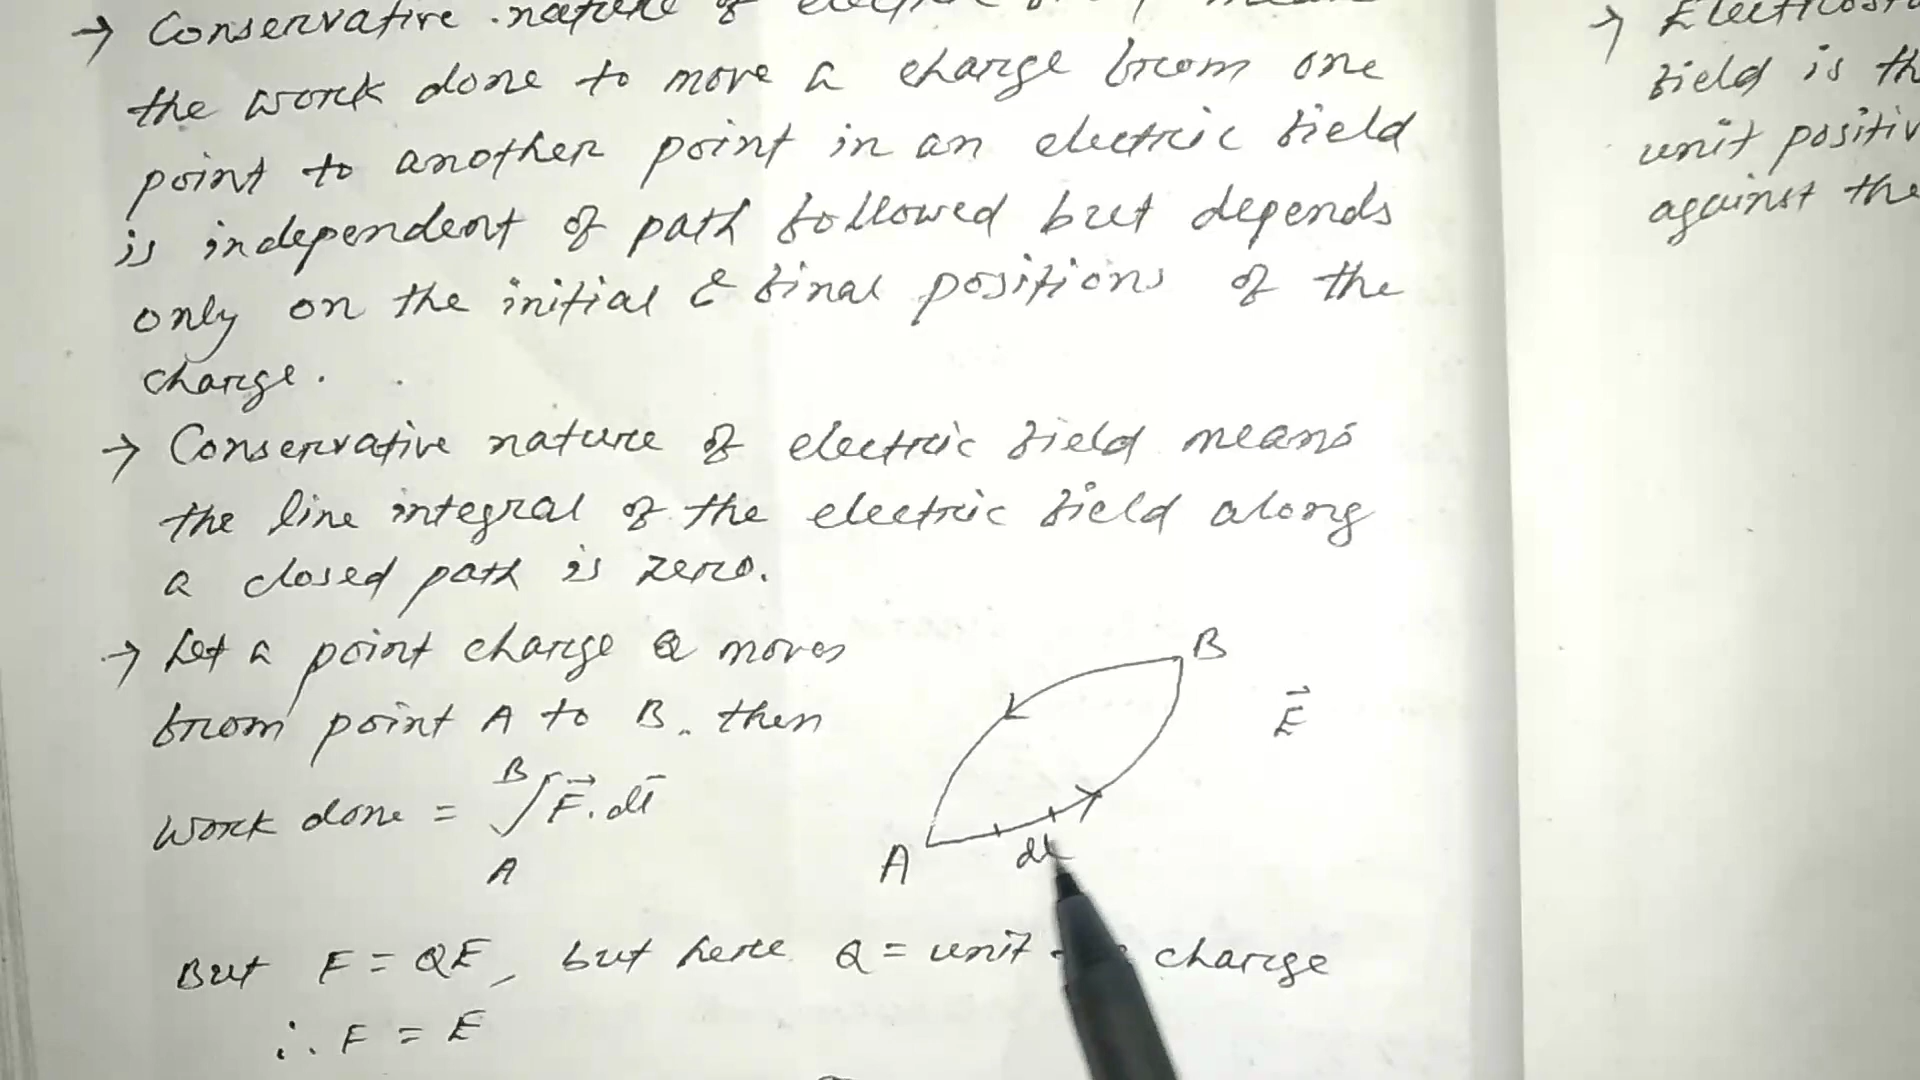 → Conservative nature of electric means
the work done to move a charge from one
point to another point in an electric field
is independent of path followed but depends
only on the initial & final positions of the
charge.
→ Conservative nature of electric field means
the line integral of the electric field along
a closed path is zero.
→ Let a point charge Q moves
from point A to B. then
Work done = ∫ F⃗. dl⃗
B
A
B
E⃗
A
dl
But F = QE, but here Q = unit charge
∴ F = E
→
field is
unit
against the